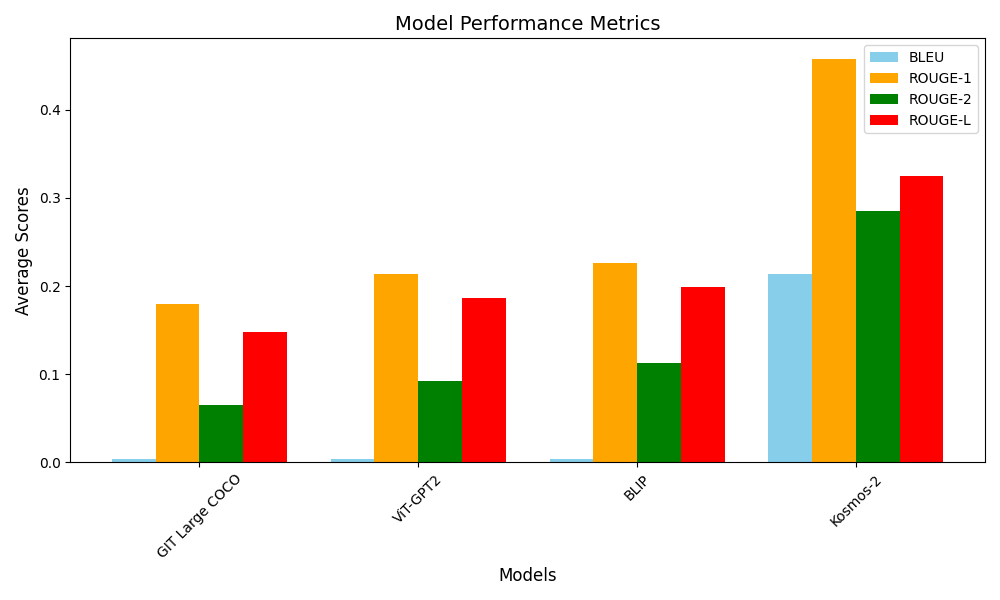 Model Performance Metrics
BLEU
ROUGE-1
ROUGE-2
ROUGE-L
Average Scores
0.4
0.3
0.2
0.1
0.0
GIT Large COCO
ViT-GPT2
BLIP
Kosmos-2
Models